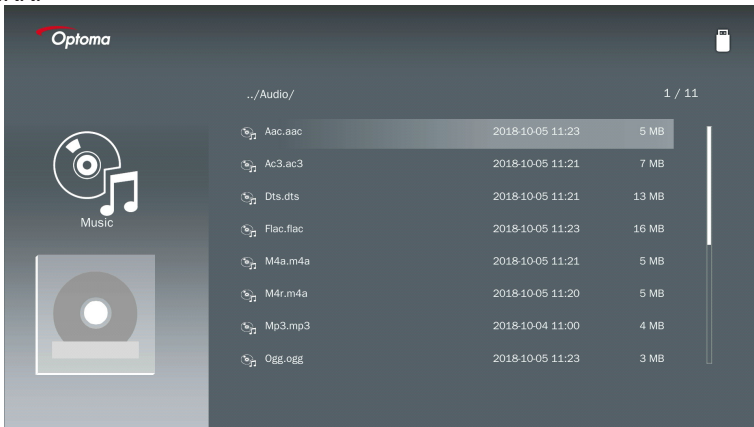 Optoma
../Audio/ 1 / 11
Aac.aac 2018-10-05 11:23 5 MB
Ac3.ac3 2018-10-05 11:21 7 MB
Dts.dts 2018-10-05 11:21 13 MB
Flac.flac 2018-10-05 11:23 16 MB
M4a.m4a 2018-10-05 11:21 5 MB
M4r.m4a 2018-10-05 11:20 5 MB
Mp3.mp3 2018-10-04 11:00 4 MB
Ogg.ogg 2018-10-05 11:23 3 MB
Music